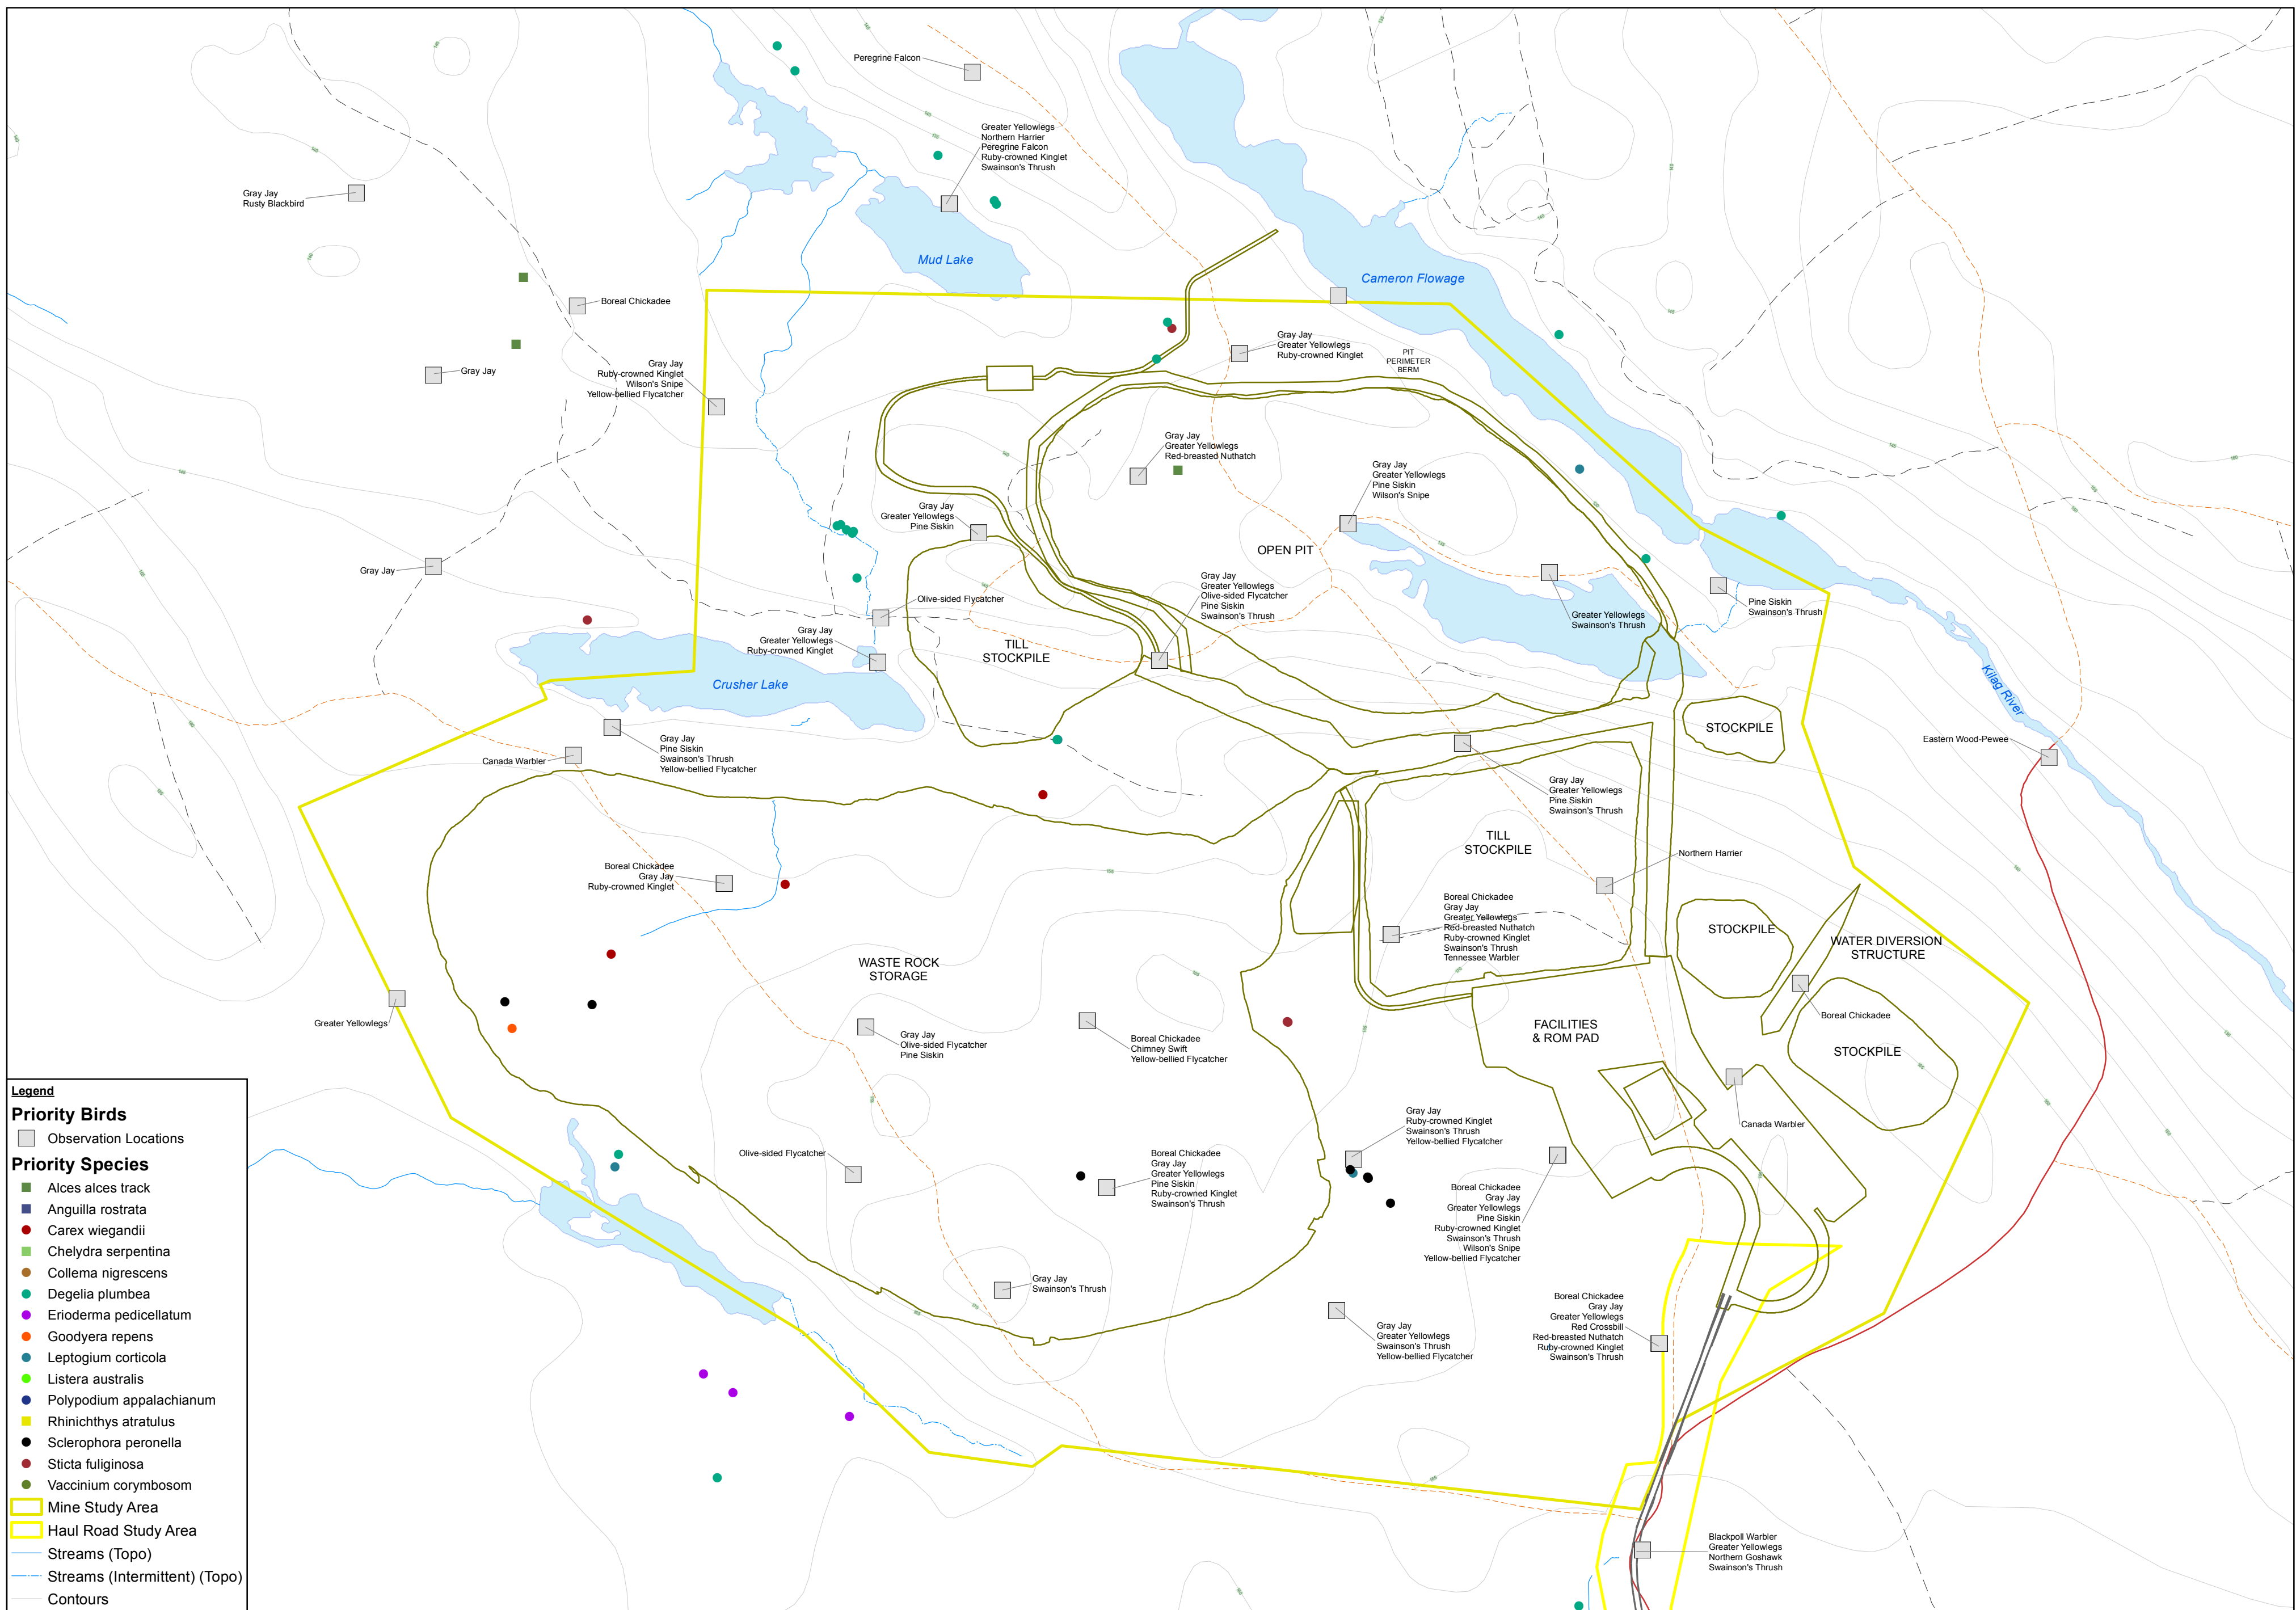 Peregrine Falcon
Greater Yellowlegs
Northern Harrier
Peregrine Falcon
Ruby-crowned Kinglet
Swainson's Thrush
Gray Jay
Rusty Blackbird
Mud Lake
Cameron Flowage
Boreal Chickadee
Gray Jay
Gray Jay
Ruby-crowned Kinglet
Wilson's Snipe
Yellow-bellied Flycatcher
Gray Jay
Greater Yellowlegs
Ruby-crowned Kinglet
PIT
PERIMETER
BERM
Gray Jay
Greater Yellowlegs
Red-breasted Nuthatch
Gray Jay
Greater Yellowlegs
Pine Siskin
Wilson's Snipe
Gray Jay
Greater Yellowlegs
Pine Siskin
OPEN PIT
Gray Jay
Gray Jay
Greater Yellowlegs
Olive-sided Flycatcher
Pine Siskin
Swainson's Thrush
Olive-sided Flycatcher
Greater Yellowlegs
Swainson's Thrush
Pine Siskin
Swainson's Thrush
Gray Jay
Greater Yellowlegs
Ruby-crowned Kinglet
TILL
STOCKPILE
Crusher Lake
Kilag River
STOCKPILE
Eastern Wood-Pewee
Gray Jay
Pine Siskin
Swainson's Thrush
Yellow-bellied Flycatcher
Canada Warbler
Gray Jay
Greater Yellowlegs
Pine Siskin
Swainson's Thrush
TILL
STOCKPILE
Northern Harrier
Boreal Chickadee
Gray Jay
Ruby-crowned Kinglet
Boreal Chickadee
Gray Jay
Greater Yellowlegs
Red-breasted Nuthatch
Ruby-crowned Kinglet
Swainson's Thrush
Tennessee Warbler
STOCKPILE
WATER DIVERSION
STRUCTURE
WASTE ROCK
STORAGE
Greater Yellowlegs
Gray Jay
Olive-sided Flycatcher
Pine Siskin
Boreal Chickadee
Chimney Swift
Yellow-bellied Flycatcher
FACILITIES
& ROM PAD
Boreal Chickadee
STOCKPILE
Canada Warbler
Gray Jay
Ruby-crowned Kinglet
Swainson's Thrush
Yellow-bellied Flycatcher
Olive-sided Flycatcher
Boreal Chickadee
Gray Jay
Greater Yellowlegs
Pine Siskin
Ruby-crowned Kinglet
Swainson's Thrush
Boreal Chickadee
Gray Jay
Greater Yellowlegs
Pine Siskin
Ruby-crowned Kinglet
Swainson's Thrush
Wilson's Snipe
Yellow-bellied Flycatcher
Gray Jay
Swainson's Thrush
Gray Jay
Greater Yellowlegs
Swainson's Thrush
Yellow-bellied Flycatcher
Boreal Chickadee
Gray Jay
Greater Yellowlegs
Red Crossbill
Red-breasted Nuthatch
Ruby-crowned Kinglet
Swainson's Thrush
Blackpoll Warbler
Greater Yellowlegs
Northern Goshawk
Swainson's Thrush
Legend
Priority Birds
Observation Locations
Priority Species
Alces alces track
Anguilla rostrata
Carex wiegandii
Chelydra serpentina
Collema nigrescens
Degelia plumbea
Erioderma pedicellatum
Goodyera repens
Leptogium corticola
Listera australis
Polypodium appalachianum
Rhinichthys atratulus
Sclerophora peronella
Sticta fuliginosa
Vaccinium corymbosom
Mine Study Area
Haul Road Study Area
Streams (Topo)
Streams (Intermittent) (Topo)
Contours